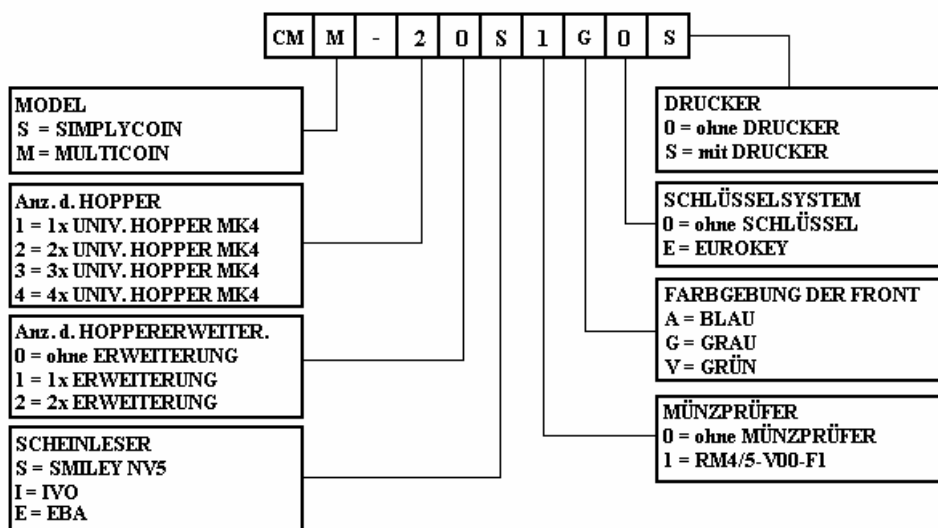 CM M - 2 0 S 1 G 0 S
MODEL
S = SIMPLYCOIN
M = MULTICOIN
Anz. d. HOPPER
1 = 1x UNIV. HOPPER MK4
2 = 2x UNIV. HOPPER MK4
3 = 3x UNIV. HOPPER MK4
4 = 4x UNIV. HOPPER MK4
Anz. d. HOPPERERWEITER.
0 = ohne ERWEITERUNG
1 = 1x ERWEITERUNG
2 = 2x ERWEITERUNG
SCHEINLESER
S = SMILEY NV5
I = IVO
E = EBA
DRUCKER
0 = ohne DRUCKER
S = mit DRUCKER
SCHLÜSSELSYSTEM
0 = ohne SCHLÜSSEL
E = EUROKEY
FARBGEBUNG DER FRONT
A = BLAU
G = GRAU
V = GRÜN
MÜNZPRÜFER
0 = ohne MÜNZPRÜFER
1 = RM4/5-V00-F1